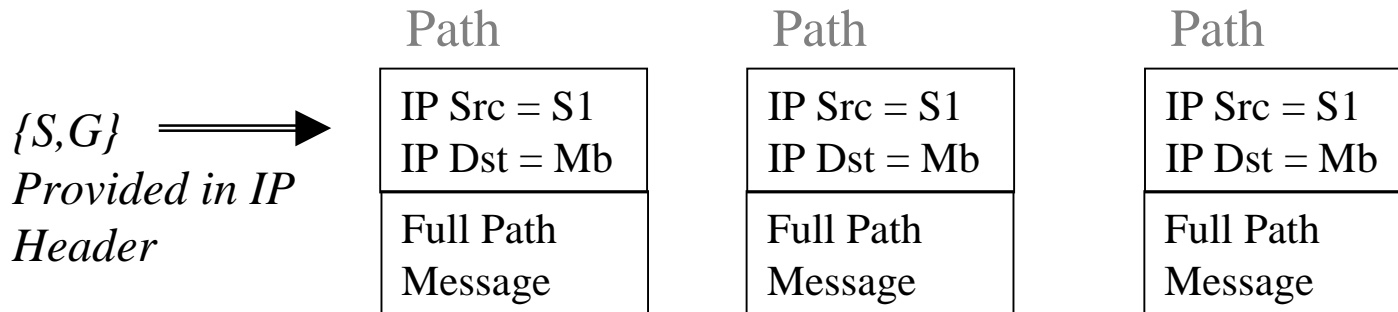 Path Path Path
{S,G}
Provided in IP
Header
IP Src = S1
IP Dst = Mb
Full Path
Message
IP Src = S1
IP Dst = Mb
Full Path
Message
IP Src = S1
IP Dst = Mb
Full Path
Message